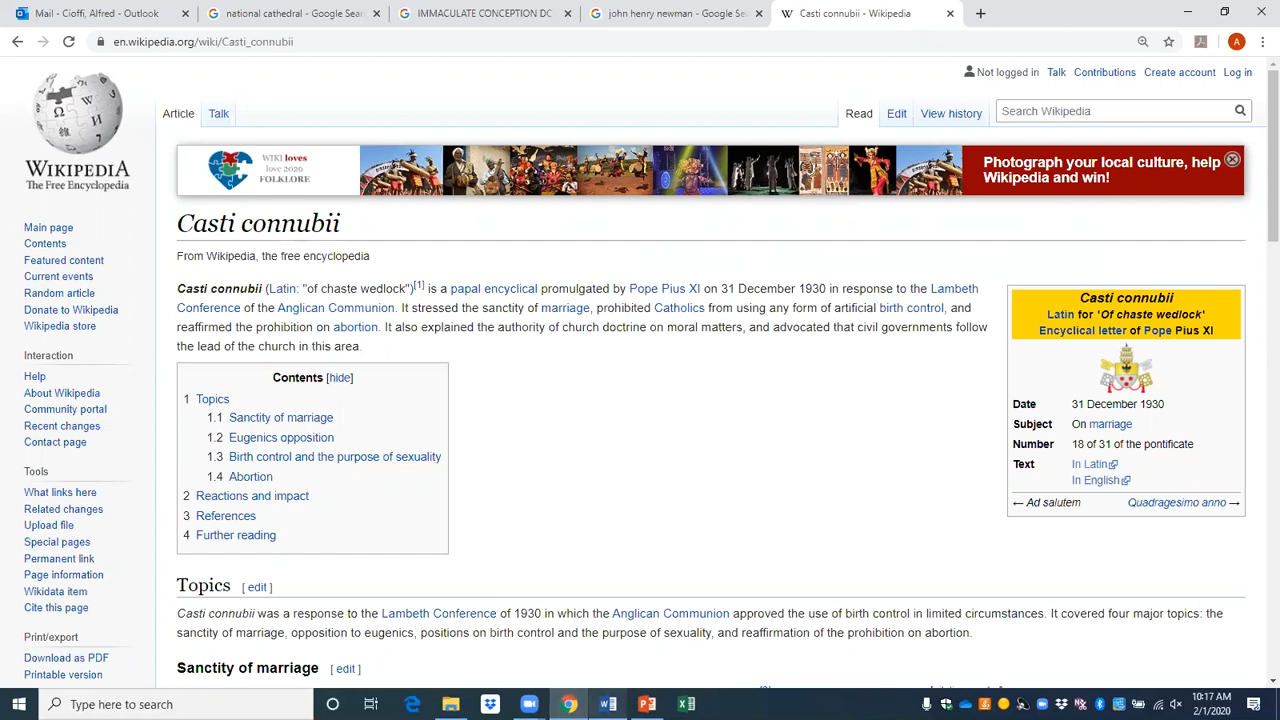 Mail - Cioffi, Alfred - Outlook
national cathedral - Google Sear
IMMACULATE CONCEPTION DC
john henry newman - Google Sea
Casti connubii - Wikipedia
en.wikipedia.org/wiki/Casti_connubii
A
Not logged in Talk Contributions Create account Log in
Article Talk
Read Edit View history
Search Wikipedia
WIKIPEDIA
The Free Encyclopedia
WIKI loves
love 2020
FOLKLORE
Photograph your local culture, help
Wikipedia and win!
Main page
Contents
Featured content
Current events
Random article
Donate to Wikipedia
Wikipedia store
Interaction
Help
About Wikipedia
Community portal
Recent changes
Contact page
Tools
What links here
Related changes
Upload file
Special pages
Permanent link
Page information
Wikidata item
Cite this page
Print/export
Download as PDF
Printable version
Casti connubii
From Wikipedia, the free encyclopedia
Casti connubii (Latin: "of chaste wedlock")[1] is a papal encyclical promulgated by Pope Pius XI on 31 December 1930 in response to the Lambeth
Conference of the Anglican Communion. It stressed the sanctity of marriage, prohibited Catholics from using any form of artificial birth control, and
reaffirmed the prohibition on abortion. It also explained the authority of church doctrine on moral matters, and advocated that civil governments follow
the lead of the church in this area.
Contents [hide]
1 Topics
1.1 Sanctity of marriage
1.2 Eugenics opposition
1.3 Birth control and the purpose of sexuality
1.4 Abortion
2 Reactions and impact
3 References
4 Further reading
Casti connubii
Latin for 'Of chaste wedlock'
Encyclical letter of Pope Pius XI
Date 31 December 1930
Subject On marriage
Number 18 of 31 of the pontificate
Text In Latin
In English
← Ad salutem Quadragesimo anno →
Topics [ edit ]
Casti connubii was a response to the Lambeth Conference of 1930 in which the Anglican Communion approved the use of birth control in limited circumstances. It covered four major topics: the
sanctity of marriage, opposition to eugenics, positions on birth control and the purpose of sexuality, and reaffirmation of the prohibition on abortion.
Sanctity of marriage [ edit ]
Type here to search
10:17 AM
2/1/2020